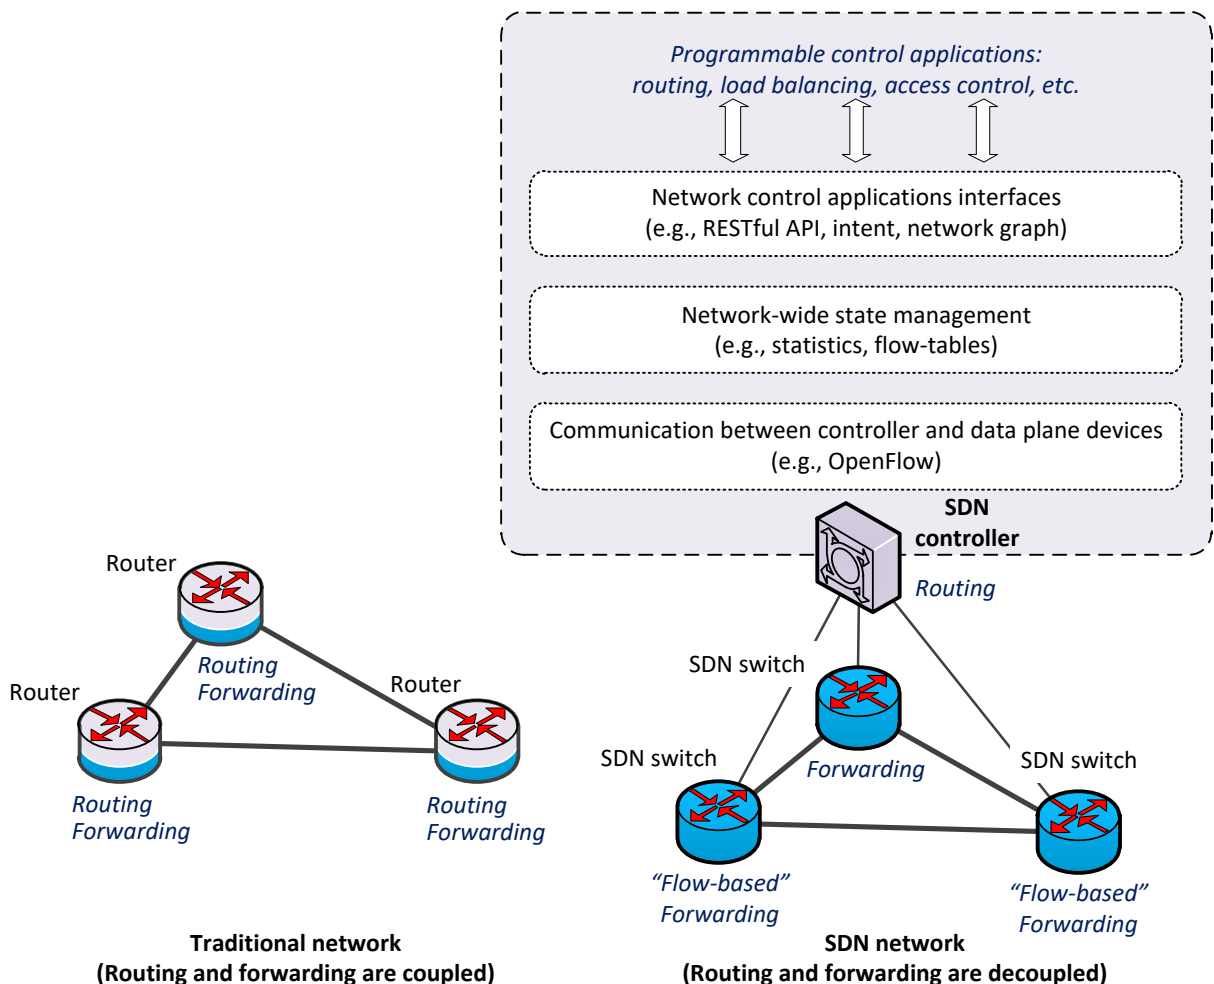 Programmable control applications:
routing, load balancing, access control, etc.
Network control applications interfaces
(e.g., RESTful API, intent, network graph)
Network-wide state management
(e.g., statistics, flow-tables)
Communication between controller and data plane devices
(e.g., OpenFlow)
SDN
controller
Routing
Router
Routing
Forwarding
Router
Routing
Forwarding
Router
Routing
Forwarding
SDN switch
Forwarding
SDN switch
“Flow-based”
Forwarding
SDN switch
“Flow-based”
Forwarding
Traditional network
(Routing and forwarding are coupled)
SDN network
(Routing and forwarding are decoupled)